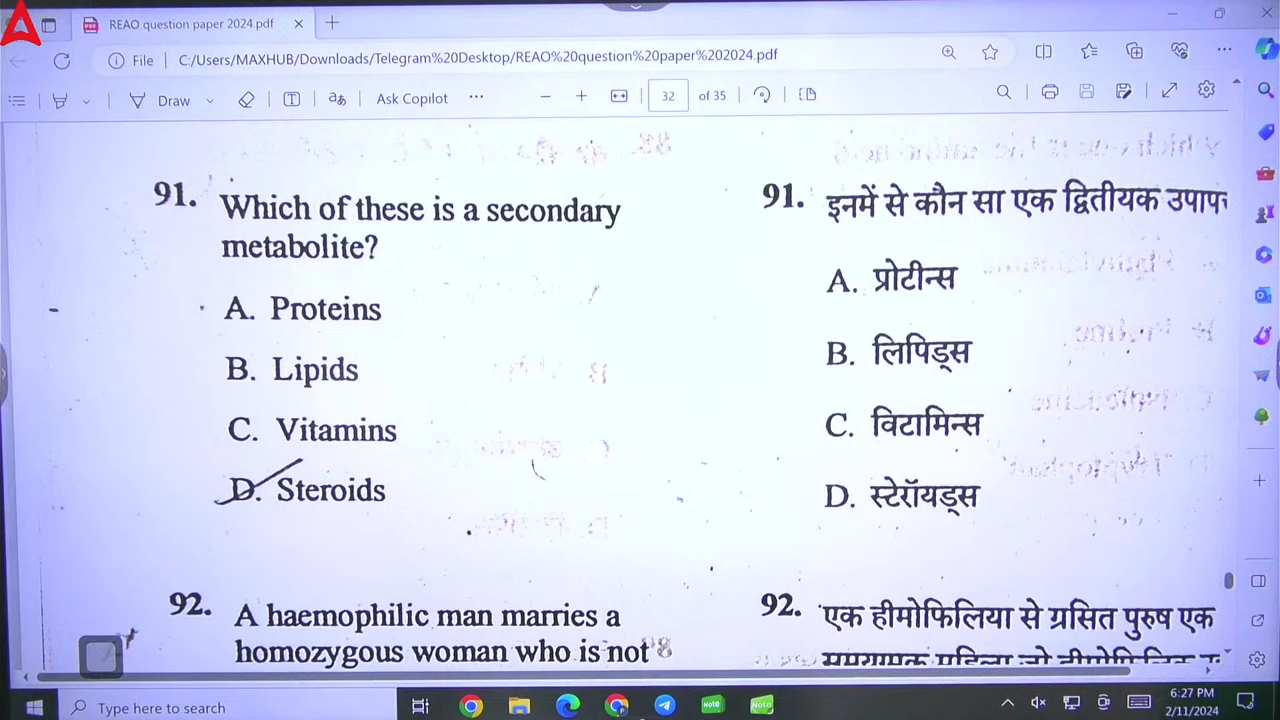 REAO question paper 2024.pdf
File
C:/Users/MAXHUB/Downloads/Telegram%20Desktop/REAO%20question%20paper%202024.pdf
Draw
Ask Copilot
32
of 35
91. Which of these is a secondary
metabolite?
A. Proteins
B. Lipids
C. Vitamins
D. Steroids
92. A haemophilic man marries a
homozygous woman who is not
91. इनमें से कौन सा एक द्वितीयक
A. प्रोटीन्स
B. लिपिड्स
C. विटामिन्स
D. स्टेरॉयड्स
92. एक हीमोफिलिया से ग्रसित पुरुष एक
Type here to search
6:27 PM
2/11/2024